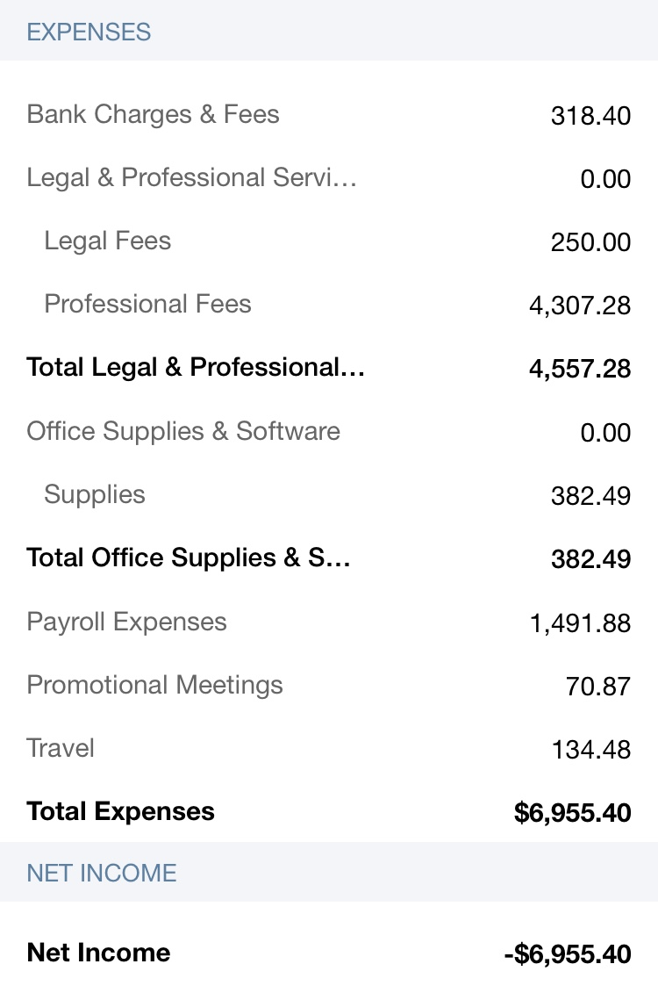 EXPENSES
Bank Charges & Fees 318.40
Legal & Professional Servi... 0.00
Legal Fees 250.00
Professional Fees 4,307.28
Total Legal & Professional... 4,557.28
Office Supplies & Software 0.00
Supplies 382.49
Total Office Supplies & S... 382.49
Payroll Expenses 1,491.88
Promotional Meetings 70.87
Travel 134.48
Total Expenses $6,955.40
NET INCOME
Net Income -$6,955.40